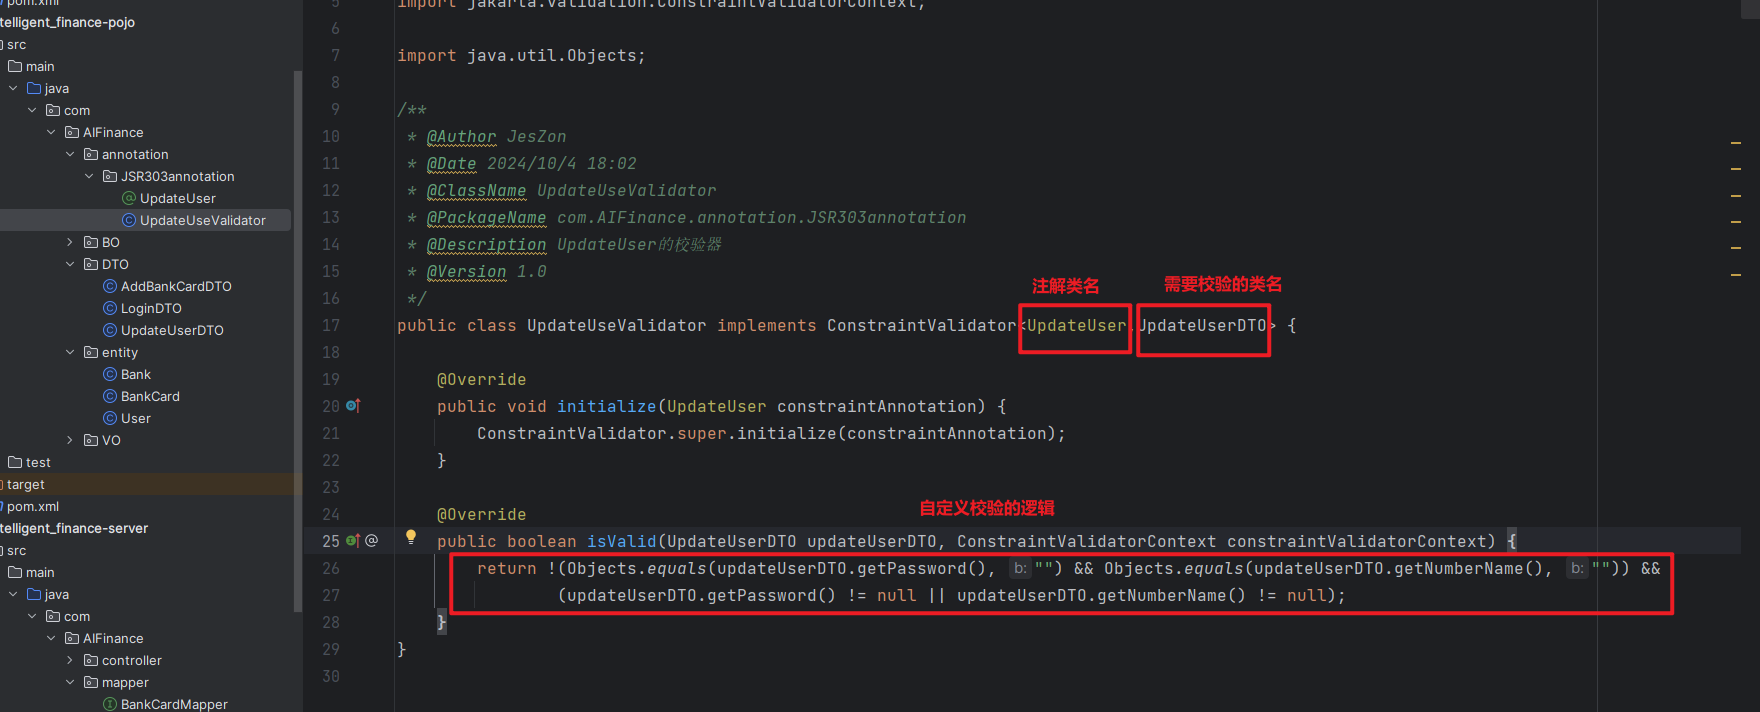 pom.xml
telligent_finance-pojo
src
main
java
com
AIFinance
annotation
JSR303annotation
UpdateUser
UpdateUseValidator
BO
DTO
AddBankCardDTO
LoginDTO
UpdateUserDTO
entity
Bank
BankCard
User
VO
test
target
pom.xml
telligent_finance-server
src
main
java
com
AIFinance
controller
mapper
BankCardMapper
5 import jakarta.validation.ConstraintValidatorContext;
6
7 import java.util.Objects;
8
9 /**
10 * @Author JesZon
11 * @Date 2024/10/4 18:02
12 * @ClassName UpdateUseValidator
13 * @PackageName com.AIFinance.annotation.JSR303annotation
14 * @Description UpdateUser的校验器
15 * @Version 1.0
注解类名 需要校验的类名
16 */
17 public class UpdateUseValidator implements ConstraintValidator<UpdateUser,UpdateUserDTO> {
18
19 @Override
20 public void initialize(UpdateUser constraintAnnotation) {
21 ConstraintValidator.super.initialize(constraintAnnotation);
22 }
23
自定义校验的逻辑
24 @Override
25 public boolean isValid(UpdateUserDTO updateUserDTO, ConstraintValidatorContext constraintValidatorContext) {
26 return !(Objects.equals(updateUserDTO.getPassword(), b: "") && Objects.equals(updateUserDTO.getNumberName(), b: "")) &&
27 (updateUserDTO.getPassword() != null || updateUserDTO.getNumberName() != null);
28 }
29 }
30